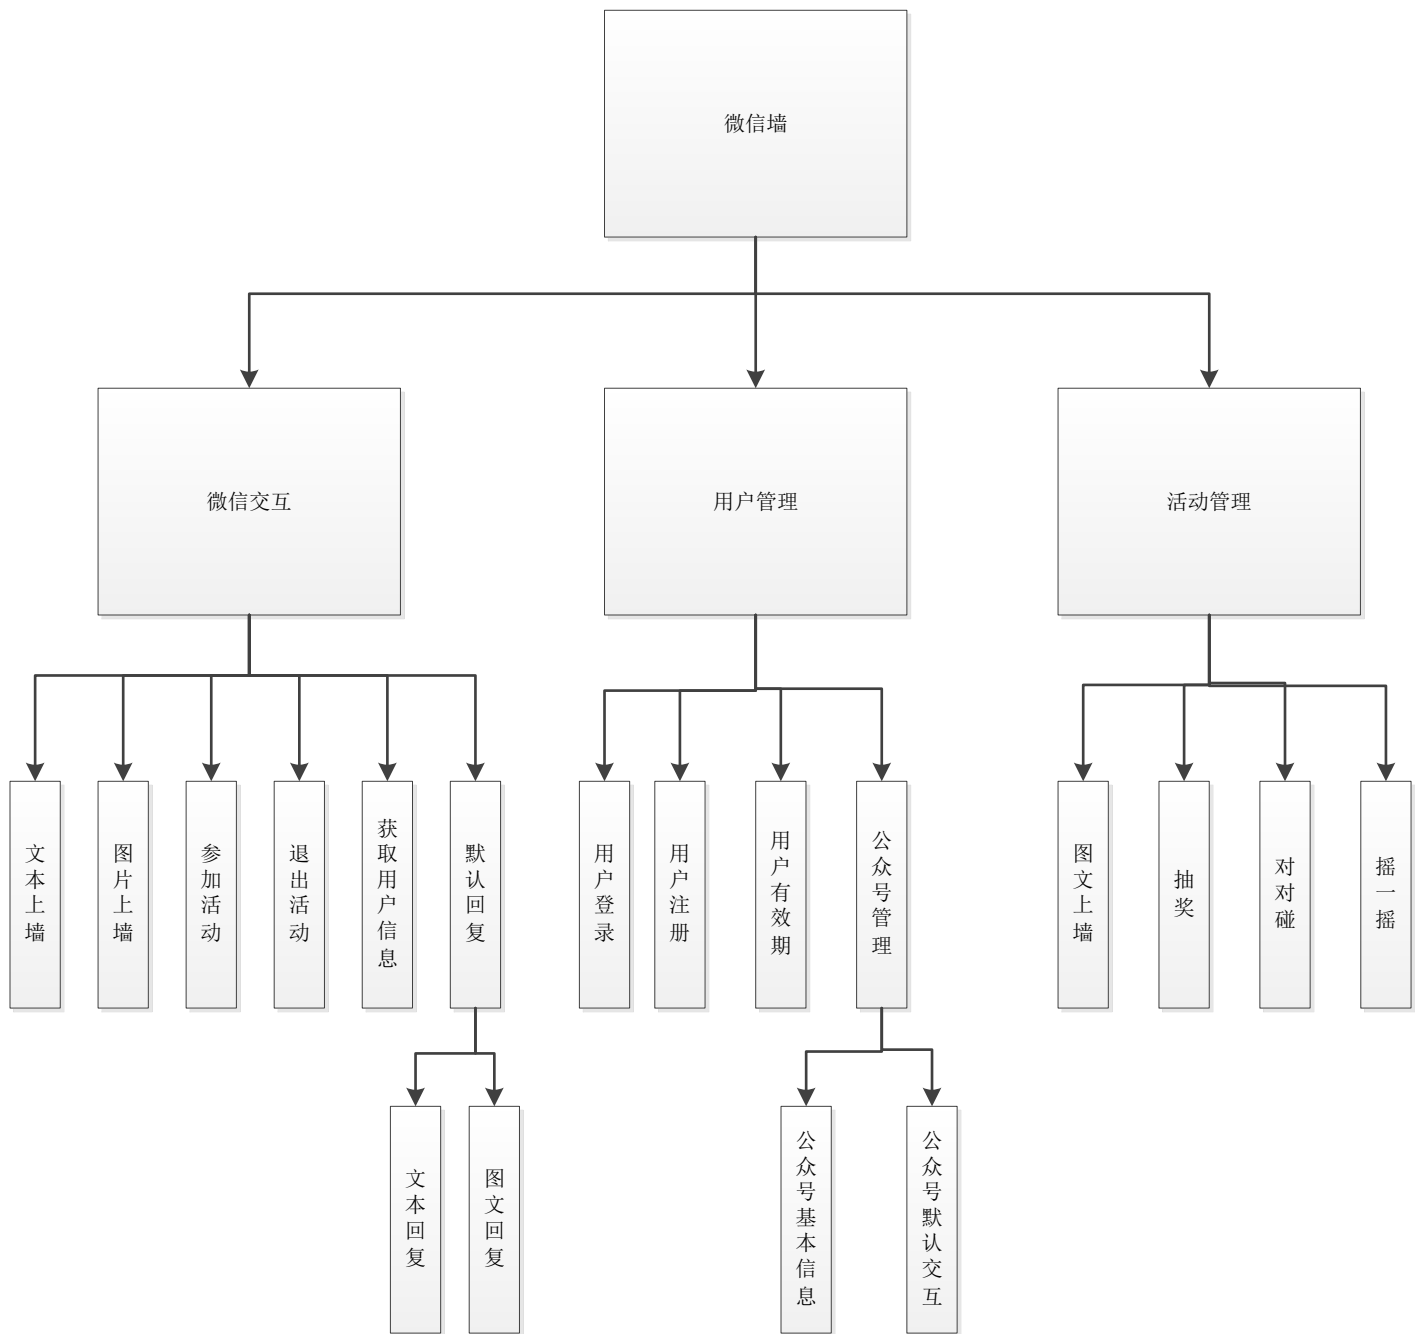 微信墙
微信交互
用户管理
活动管理
文本上墙
图片上墙
参加活动
退出活动
获取用户信息
默认回复
用户登录
用户注册
用户有效期
公众号管理
图文上墙
抽奖
对对碰
摇一摇
文本回复
图文回复
公众号基本信息
公众号默认交互